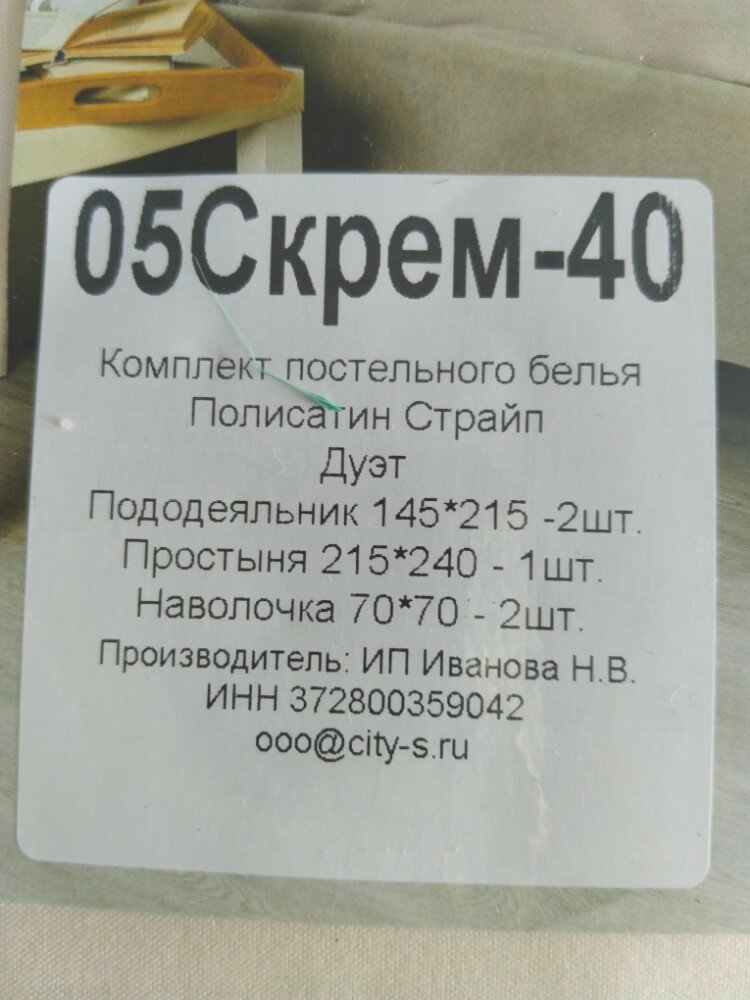 05Скрем-40
Комплект постельного белья
Полисатин Страйп
Дуэт
Пододеяльник 145*215 -2шт.
Простыня 215*240 - 1шт.
Наволочка 70*70 - 2шт.
Производитель: ИП Иванова Н.В.
ИНН 372800359042
ооо@city-s.ru